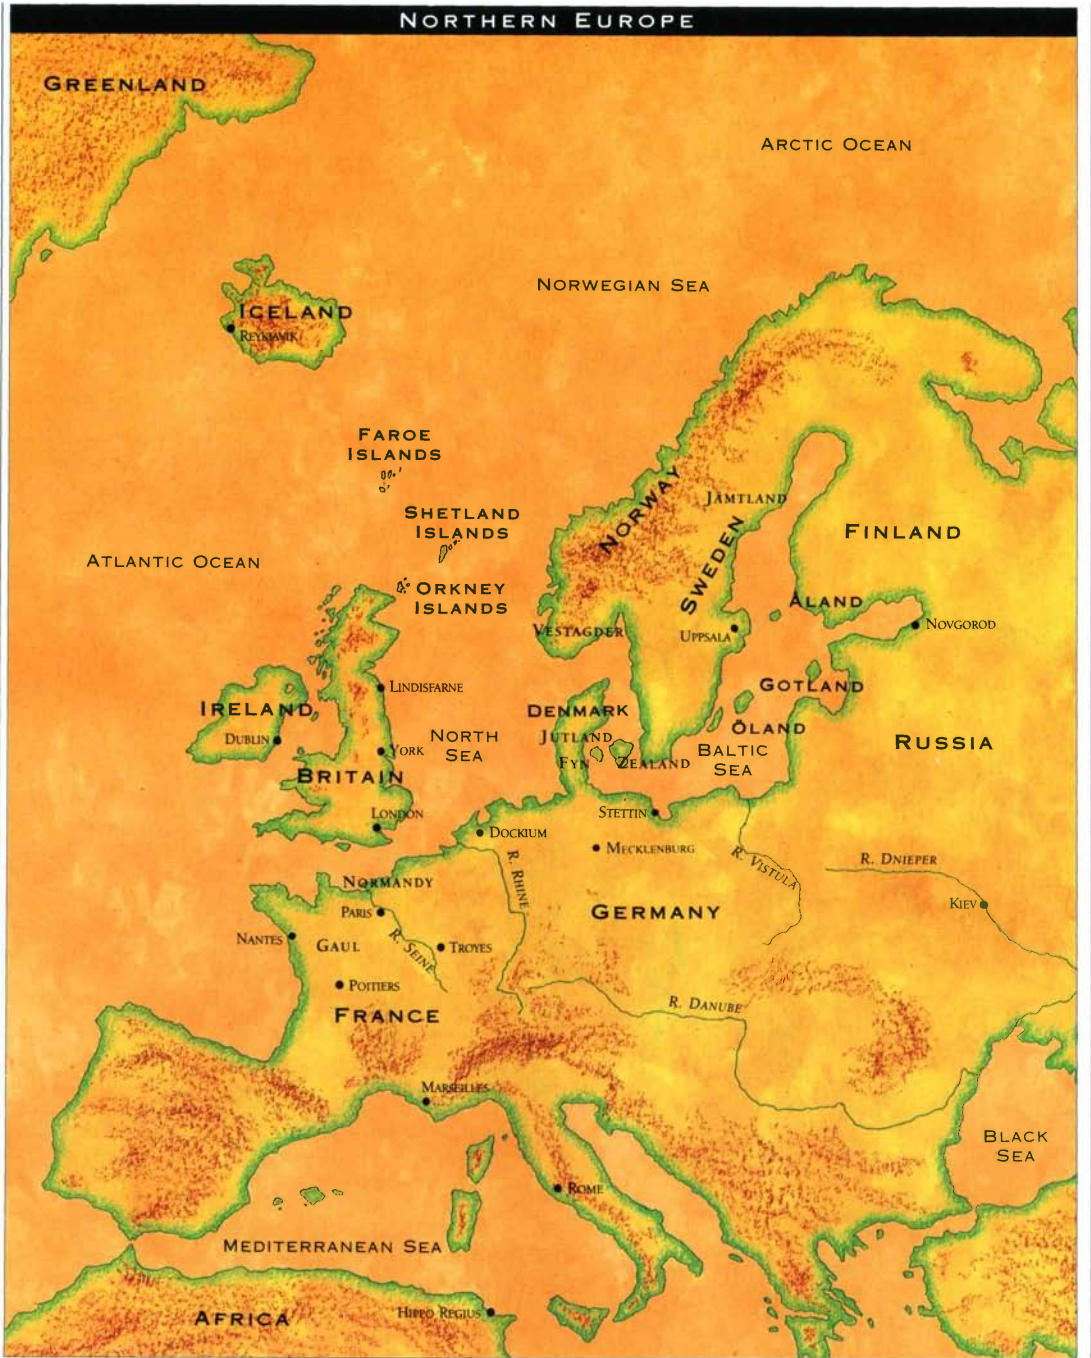 NORTHERN EUROPE
GREENLAND
ARCTIC OCEAN
NORWEGIAN SEA
ICELAND
REYKJAVIK
FAROE
ISLANDS
SHETLAND
ISLANDS
ORKNEY
ISLANDS
ATLANTIC OCEAN
NORWAY
JÄMTLAND
SWEDEN
FINLAND
ÅLAND
NOVGOROD
VESTAGDER
UPPSALA
LINDISFARNE
GOTLAND
IRELAND
DENMARK
ÖLAND
DUBLIN
YORK
NORTH
SEA
JUTLAND
FYN
ZEALAND
BALTIC
SEA
RUSSIA
BRITAIN
LONDON
STETTIN
DOCKIUM
MECKLENBURG
R. VISTULA
R. DNIEPER
R. RHINE
NORMANDY
PARIS
GERMANY
KIEV
NANTES
GAUL
R. SEINE
TROYES
POITIERS
FRANCE
R. DANUBE
MARSEILLES
BLACK
SEA
ROME
MEDITERRANEAN SEA
AFRICA
HIPPO REGIUS